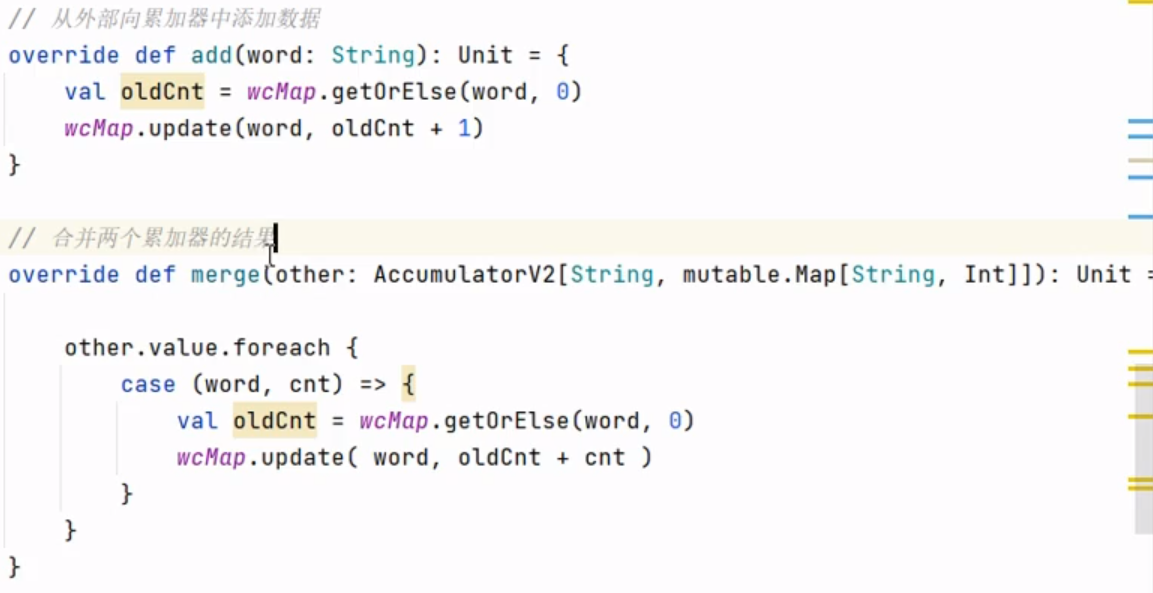 // 从外部向累加器中添加数据
override def add(word: String): Unit = {
    val oldCnt = wcMap.getOrElse(word, 0)
    wcMap.update(word, oldCnt + 1)
}
// 合并两个累加器的结果
override def merge(other: AccumulatorV2[String, mutable.Map[String, Int]]): Unit =
    other.value.foreach {
        case (word, cnt) => {
            val oldCnt = wcMap.getOrElse(word, 0)
            wcMap.update( word, oldCnt + cnt )
        }
    }
}